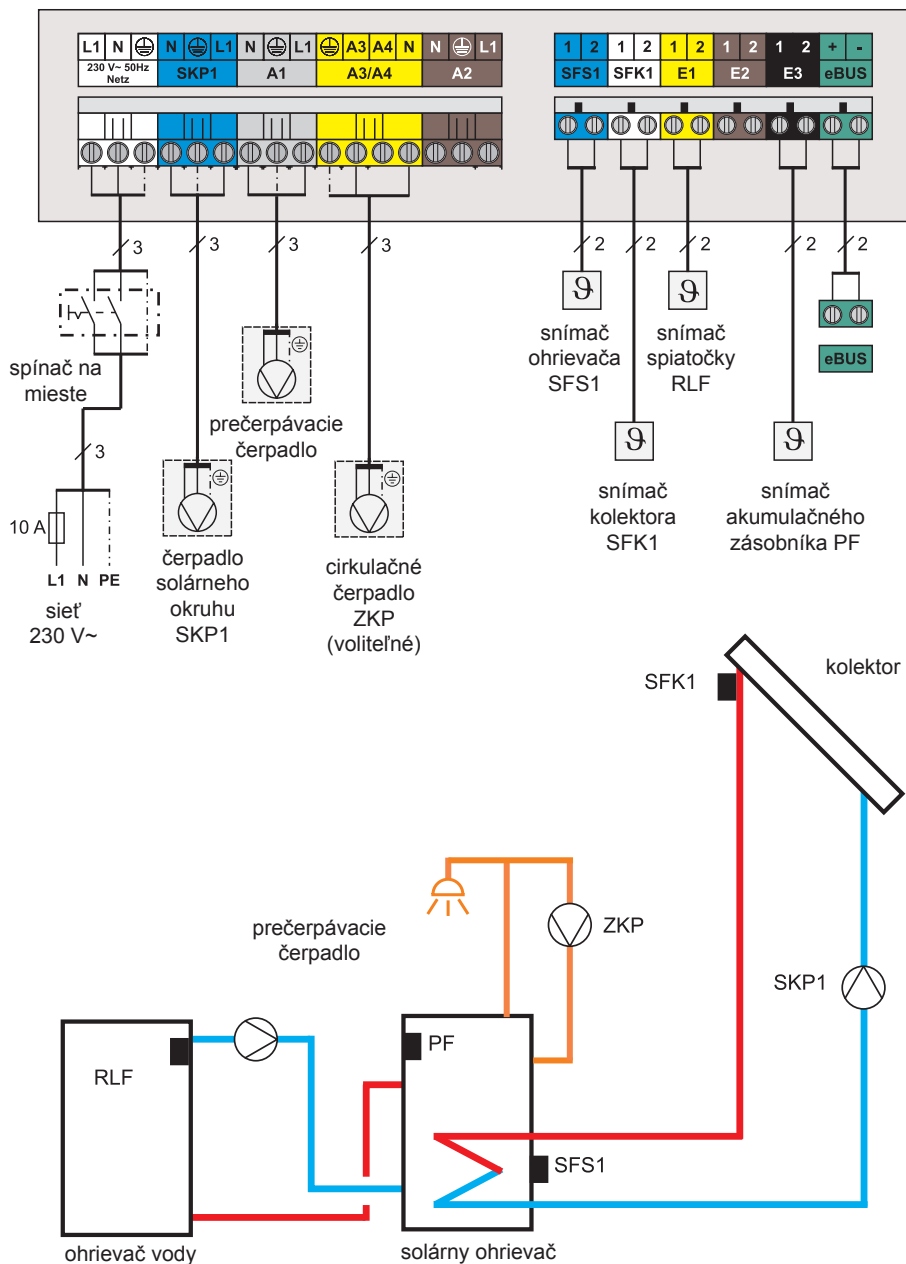 L1 N L1 N L1 N L1 A3 A4 N N L1
230 V~ 50Hz
Netz
SKP1
A1
A3/A4
A2
1 2 1 2 1 2 1 2 1 2 + -
SFS1 SFK1 E1 E2 E3 eBUS
3 3 3 3
2 2 2 2 2
spínač na
mieste
3
10 A
L1 N PE
sieť
230 V~
čerpadlo
solárneho
okruhu
SKP1
prečerpávacie
čerpadlo
cirkulačné
čerpadlo
ZKP
(voliteľné)
snímač
ohrievača
SFS1
snímač
kolektora
SFK1
snímač
spiatočky
RLF
snímač
akumulačného
zásobníka PF
eBUS
SFK1
kolektor
prečerpávacie
čerpadlo
ZKP
SKP1
RLF
PF
SFS1
ohrievač vody
solárny ohrievač